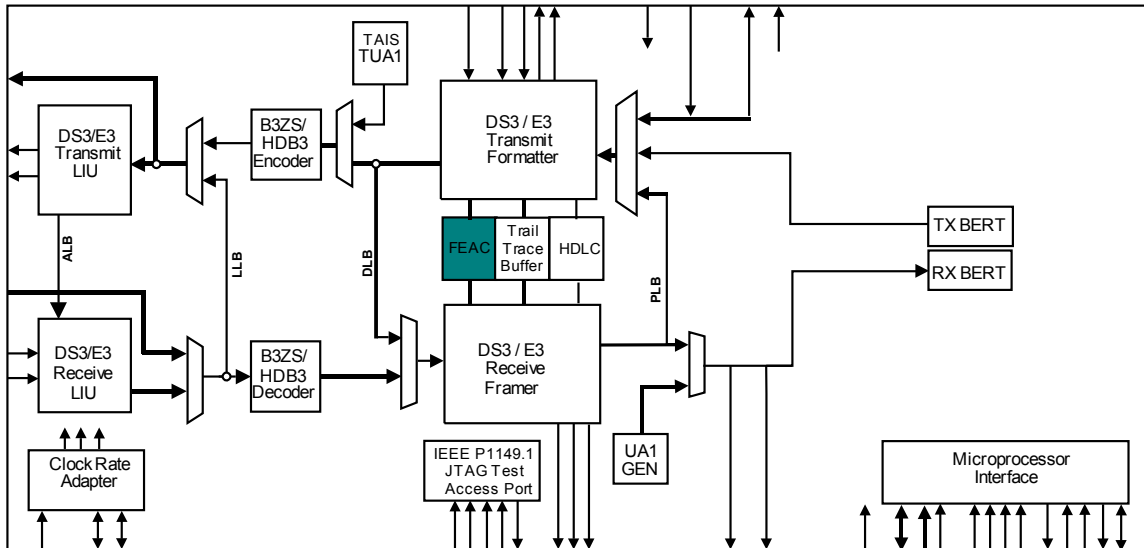 TAIS
TUA1
DS3/E3
Transmit
LIU
B3ZS/
HDB3
Encoder
DS3 / E3
Transmit
Formatter
FEAC
Trail
Trace
Buffer
HDLC
TX BERT
RX BERT
ALB
LLB
DLB
PLB
DS3/E3
Receive
LIU
B3ZS/
HDB3
Decoder
DS3 / E3
Receive
Framer
UA1
GEN
Clock Rate
Adapter
IEEE P1149.1
JTAG Test
Access Port
Microprocessor
Interface